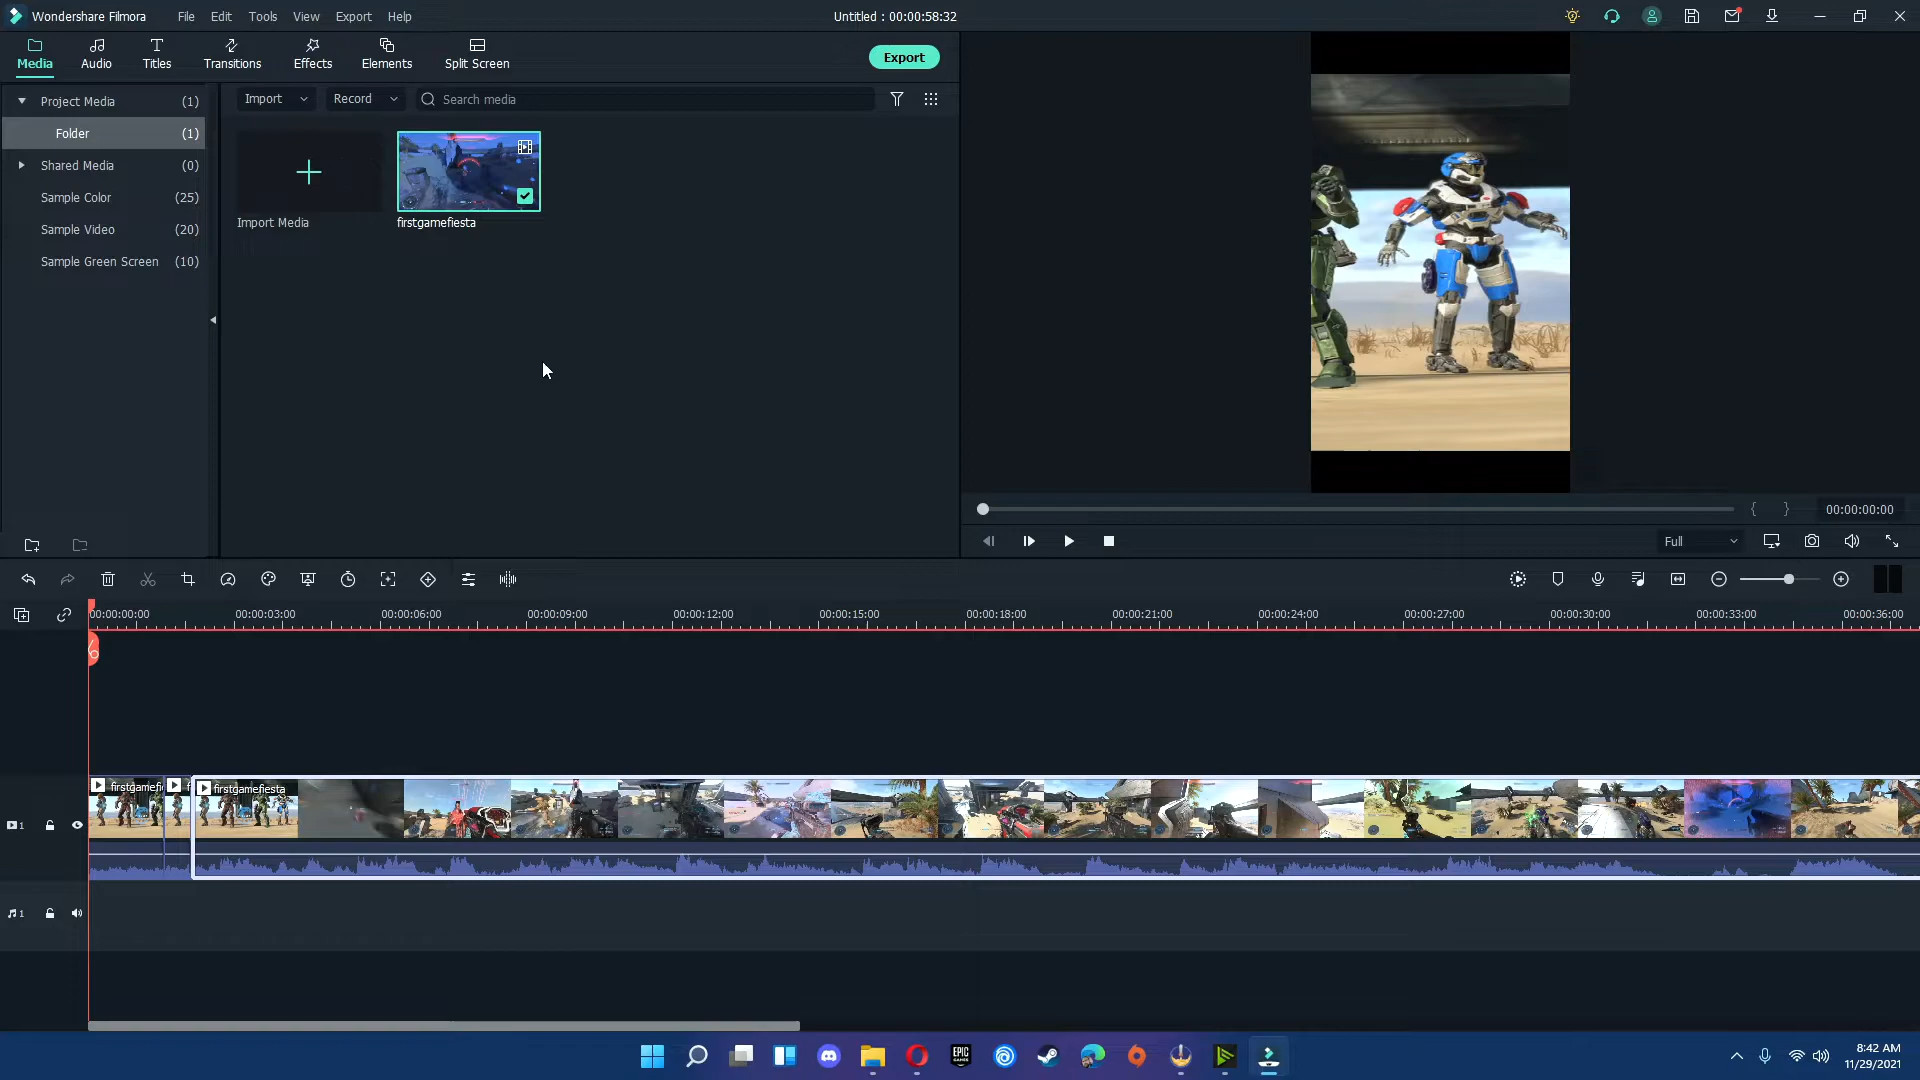 Wondershare Filmora File Edit Tools View Export Help Untitled : 00:00:58:32
Media Audio Titles Transitions Effects Elements Split Screen Export
Project Media (1)
Folder (1)
Shared Media (0)
Sample Color (25)
Sample Video (20)
Sample Green Screen (10)
Import Record Search media
Import Media firstgamefiesta
00:00:00:00
Full
00:00:00:00 00:00:03:00 00:00:06:00 00:00:09:00 00:00:12:00 00:00:15:00 00:00:18:00 00:00:21:00 00:00:24:00 00:00:27:00 00:00:30:00 00:00:33:00 00:00:36:00
firstgamefi f firstgamefiesta
1
1
EPIC
GAMES
8:42 AM
11/29/2021